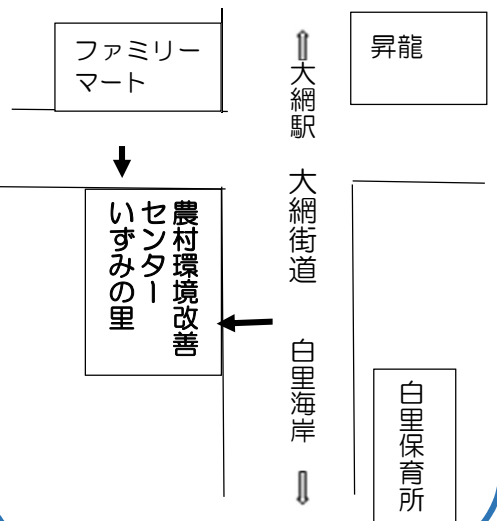 ファミリー
マート
昇龍
⇧大網駅　大網街道　白里海岸⇩
農村環境改善
センター
いずみの里
白里保育所